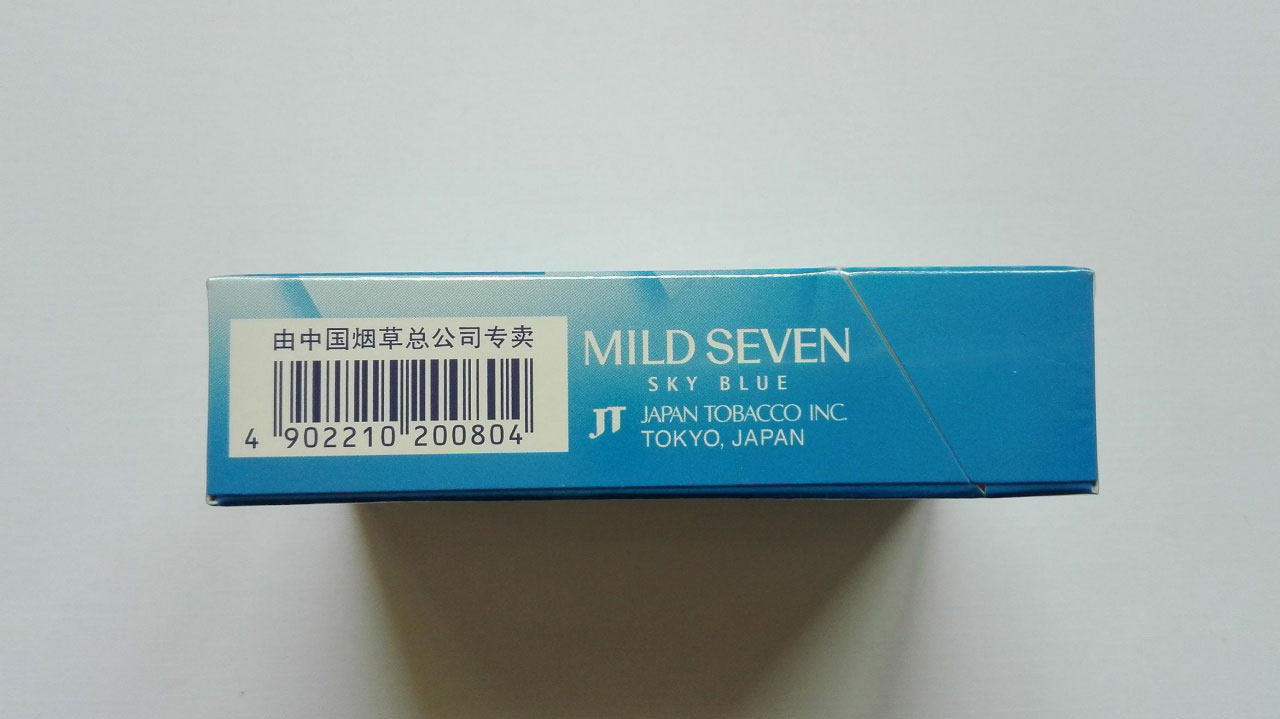 由中国烟草总公司专卖
4 902210 200804
MILD SEVEN
SKY BLUE
JT
JAPAN TOBACCO INC.
TOKYO, JAPAN